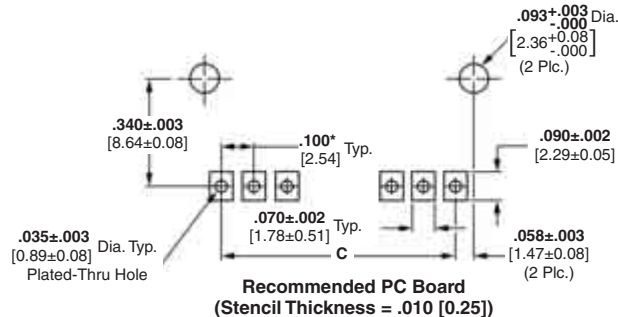 .093+.003 -.000 Dia.
[2.36+0.08 -.000]
(2 Plc.)
.340±.003
[8.64±0.08]
.100* Typ.
[2.54]
.090±.002
[2.29±0.05]
.070±.002 Typ.
[1.78±0.51]
.035±.003 Dia. Typ.
[0.89±0.08]
Plated-Thru Hole
C
.058±.003
[1.47±0.08]
(2 Plc.)
Recommended PC Board
(Stencil Thickness = .010 [0.25])